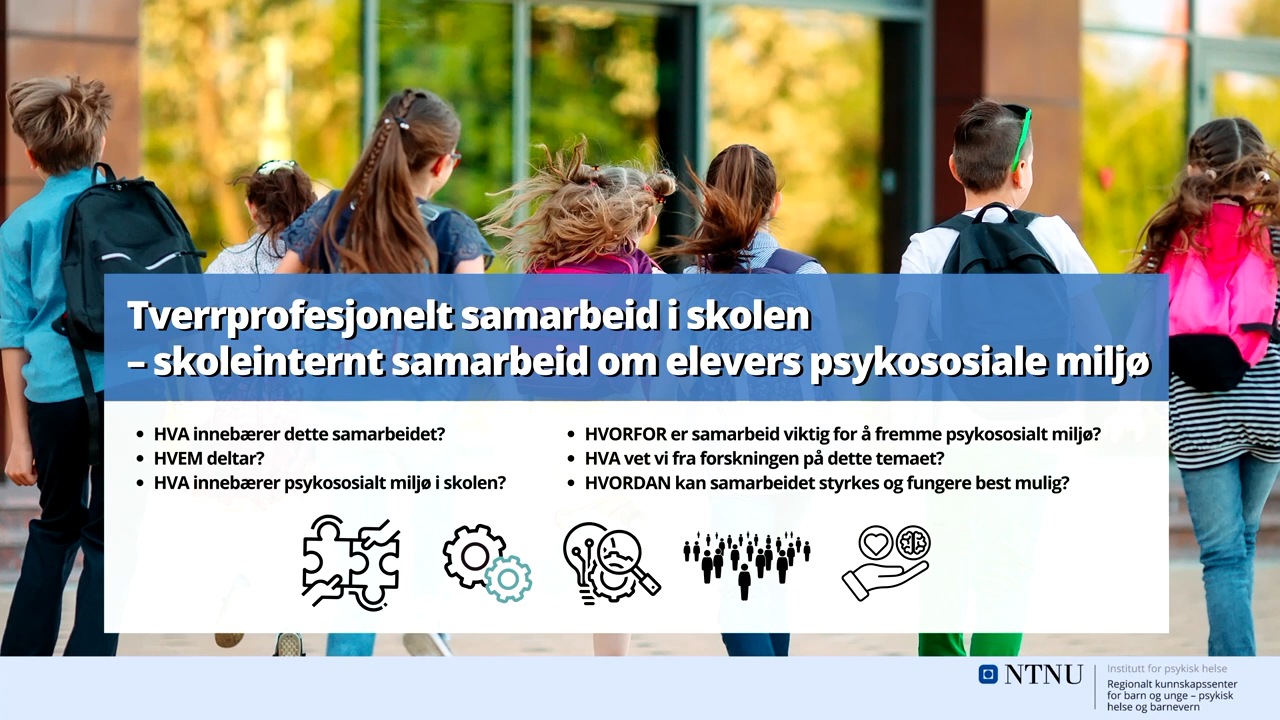 Tverrprofesjonelt samarbeid i skolen
– skoleinternt samarbeid om elevers psykososiale miljø
• HVA innebærer dette samarbeidet?
• HVEM deltar?
• HVA innebærer psykososialt miljø i skolen?
• HVORFOR er samarbeid viktig for å fremme psykososialt miljø?
• HVA vet vi fra forskningen på dette temaet?
• HVORDAN kan samarbeidet styrkes og fungere best mulig?
NTNU
Institutt for psykisk helse
Regionalt kunnskapssenter
for barn og unge – psykisk
helse og barnevern